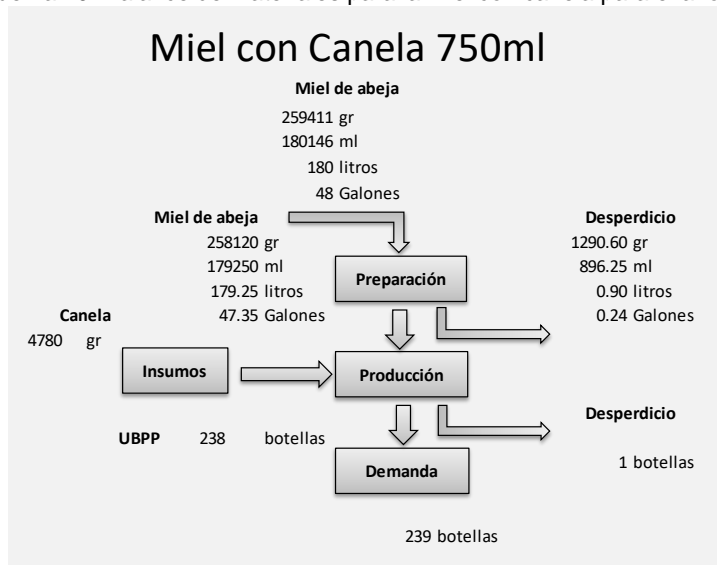 Miel con Canela 750ml
Miel de abeja
259411 gr
180146 ml
180 litros
48 Galones
Miel de abeja
258120 gr
179250 ml
179.25 litros
47.35 Galones
Desperdicio
1290.60 gr
896.25 ml
0.90 litros
0.24 Galones
Preparación
Canela
4780 gr
Insumos
Producción
Desperdicio
1 botellas
UBPP 238 botellas
Demanda
239 botellas